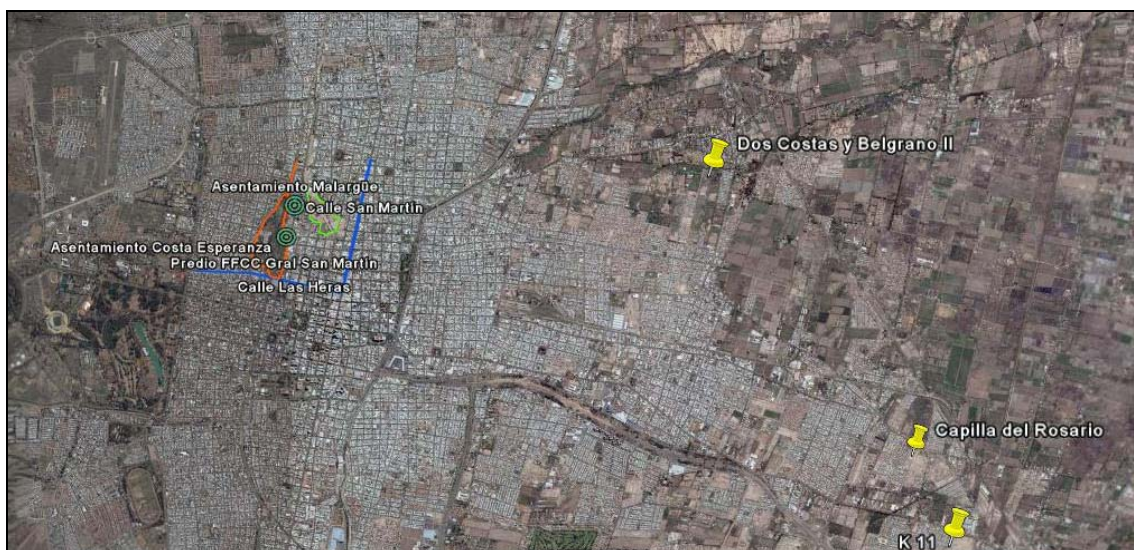 Dos Costas y Belgrano II
Asentamiento Malargüe
Calle San Martín
Asentamiento Costa Esperanza
Predio FFCC Gral San Martín
Calle Las Heras
Capilla del Rosario
K 11